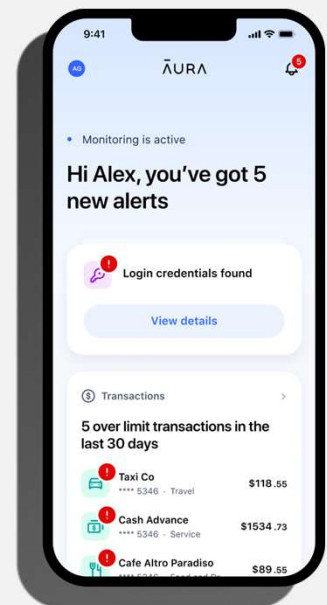 9:41
AG
ĀURA
5
Monitoring is active
Hi Alex, you've got 5
new alerts
Login credentials found
View details
Transactions
5 over limit transactions in the
last 30 days
Taxi Co
$118.55
**** 5346 · Travel
Cash Advance
$1534.73
**** 5346 · Service
Cafe Altro Paradiso
$89.55